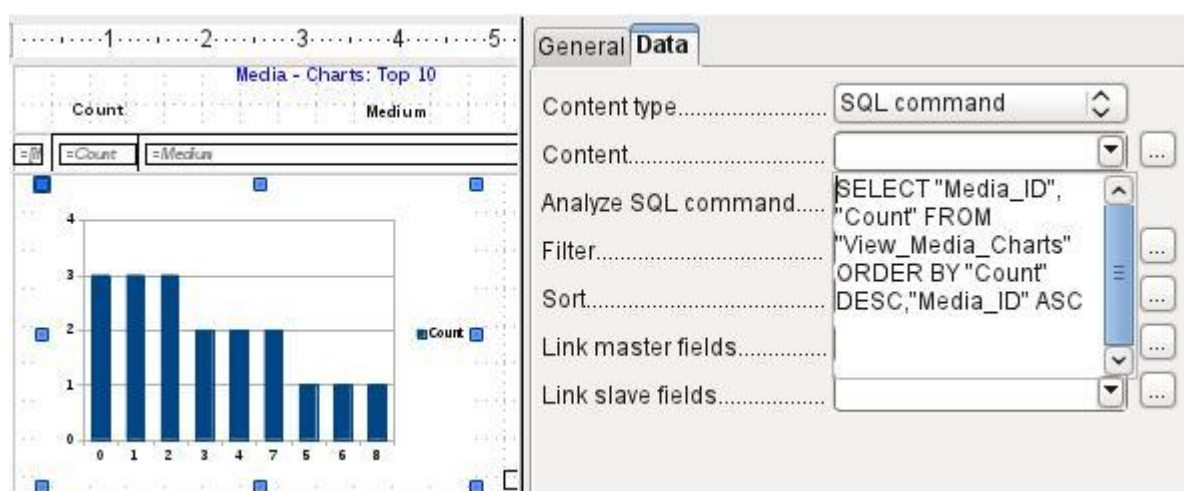 1 2 3 4 5
Media - Charts: Top 10
Count Medium
=Count =Medium
4
3
2
1
0
0 1 2 3 4 7 5 6 8
Count
General Data
Content type SQL command
Content ...
SELECT "Media_ID",
"Count" FROM
"View_Media_Charts"
ORDER BY "Count"
DESC,"Media_ID" ASC
Analyze SQL command
Filter ...
Sort ...
Link master fields ...
Link slave fields ...